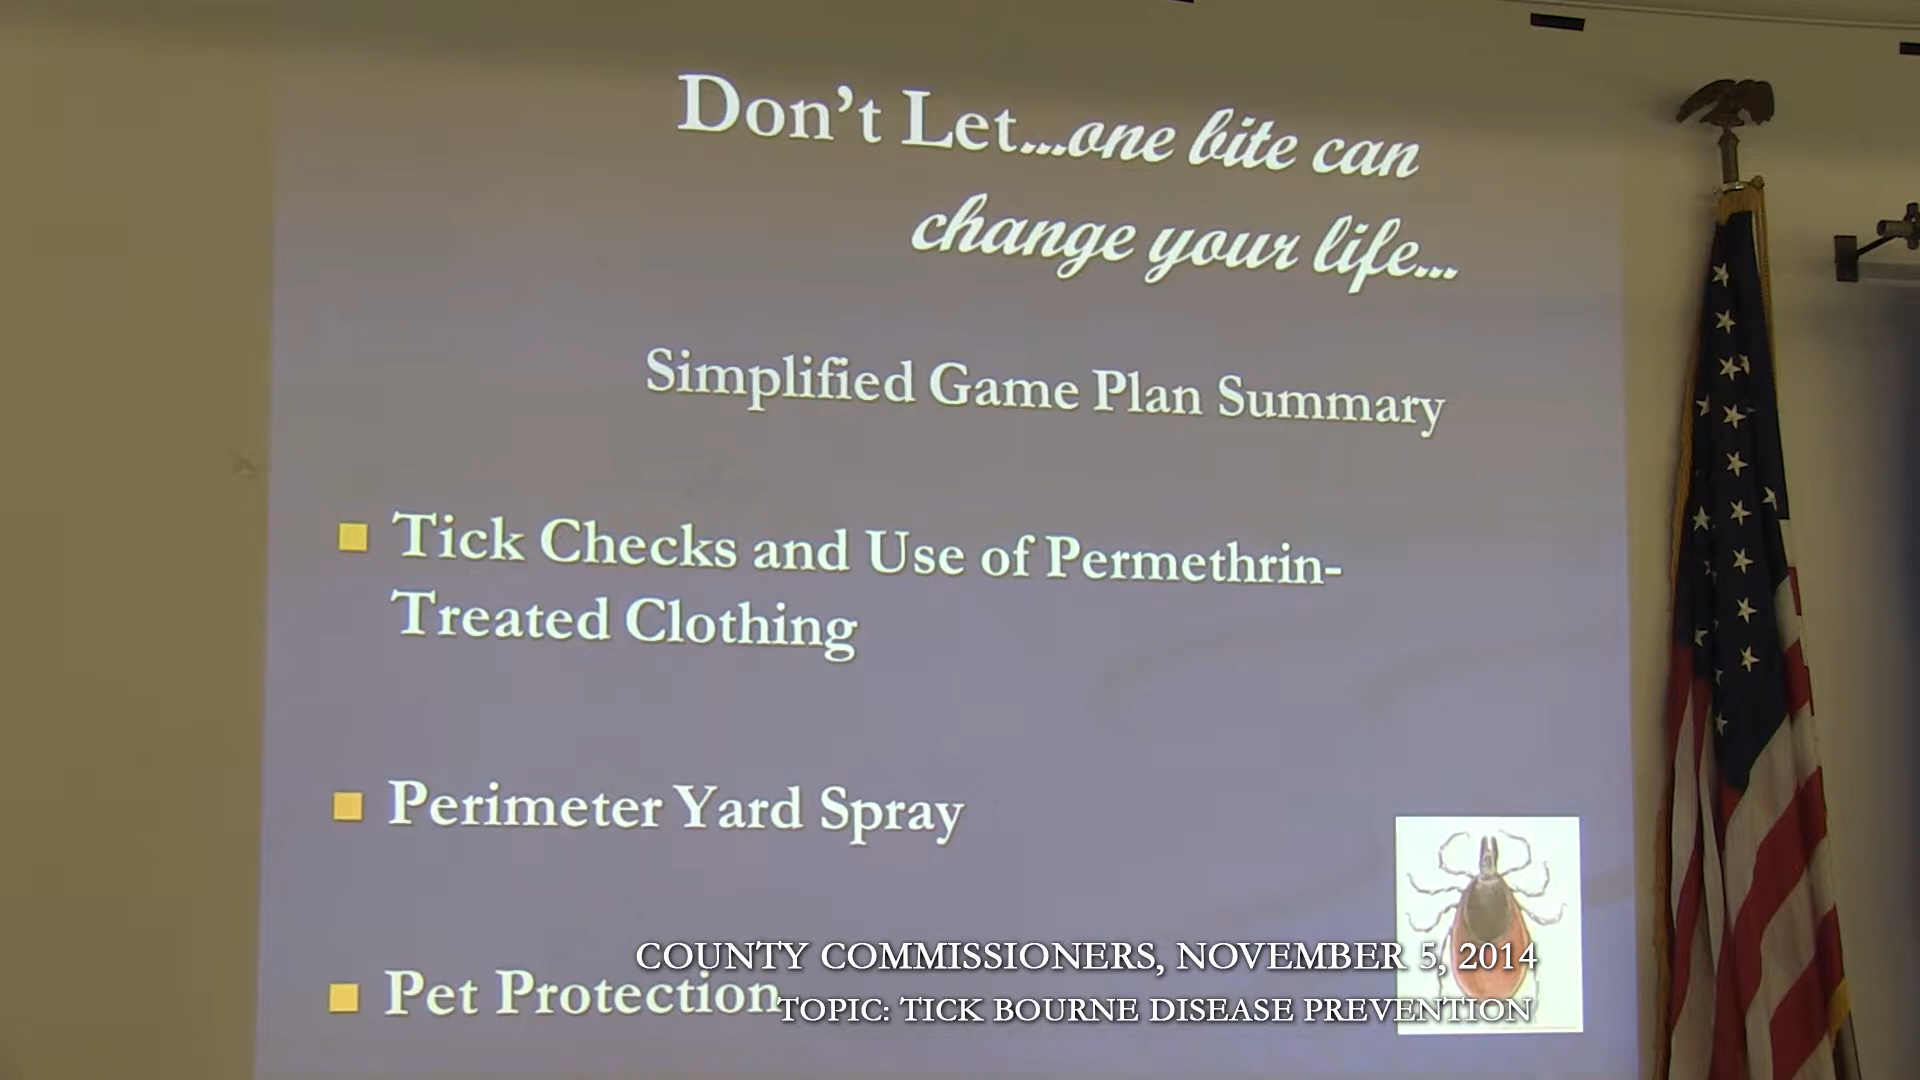 Don't Let...one bite can
change your life...
Simplified Game Plan Summary
Tick Checks and Use of Permethrin-
Treated Clothing
Perimeter Yard Spray
Pet Protection
COUNTY COMMISSIONERS, NOVEMBER 5, 2014
TOPIC: TICK BOURNE DISEASE PREVENTION